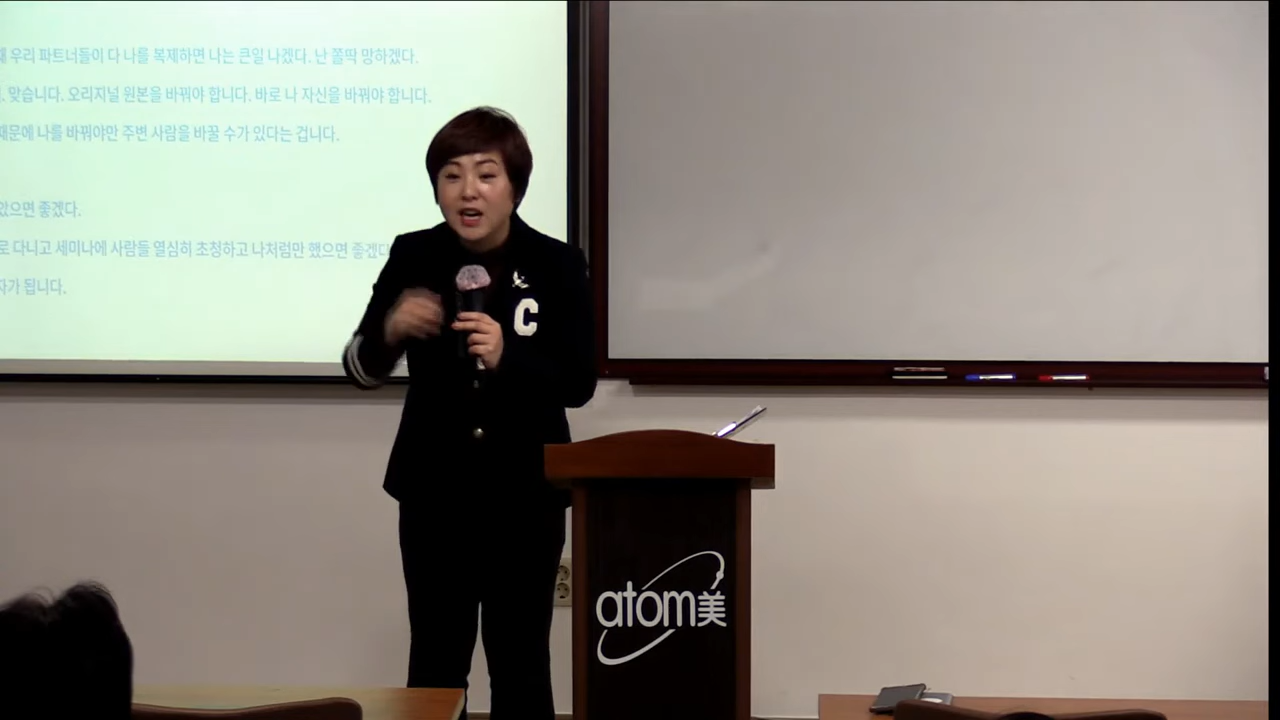 우리 파트너들이 다 나를 복제하면 나는 큰일 나겠다. 난 쫄딱 망하겠다.
맞습니다. 오리지널 원본을 바꿔야 합니다. 바로 나 자신을 바꿔야 합니다.
때문에 나를 바꿔야만 주변 사람을 바꿀 수가 있다는 겁니다.
았으면 좋겠다.
로 다니고 세미나에 사람들 열심히 초청하고 나처럼만 했으면 좋겠다
자가 됩니다.
C
atom美